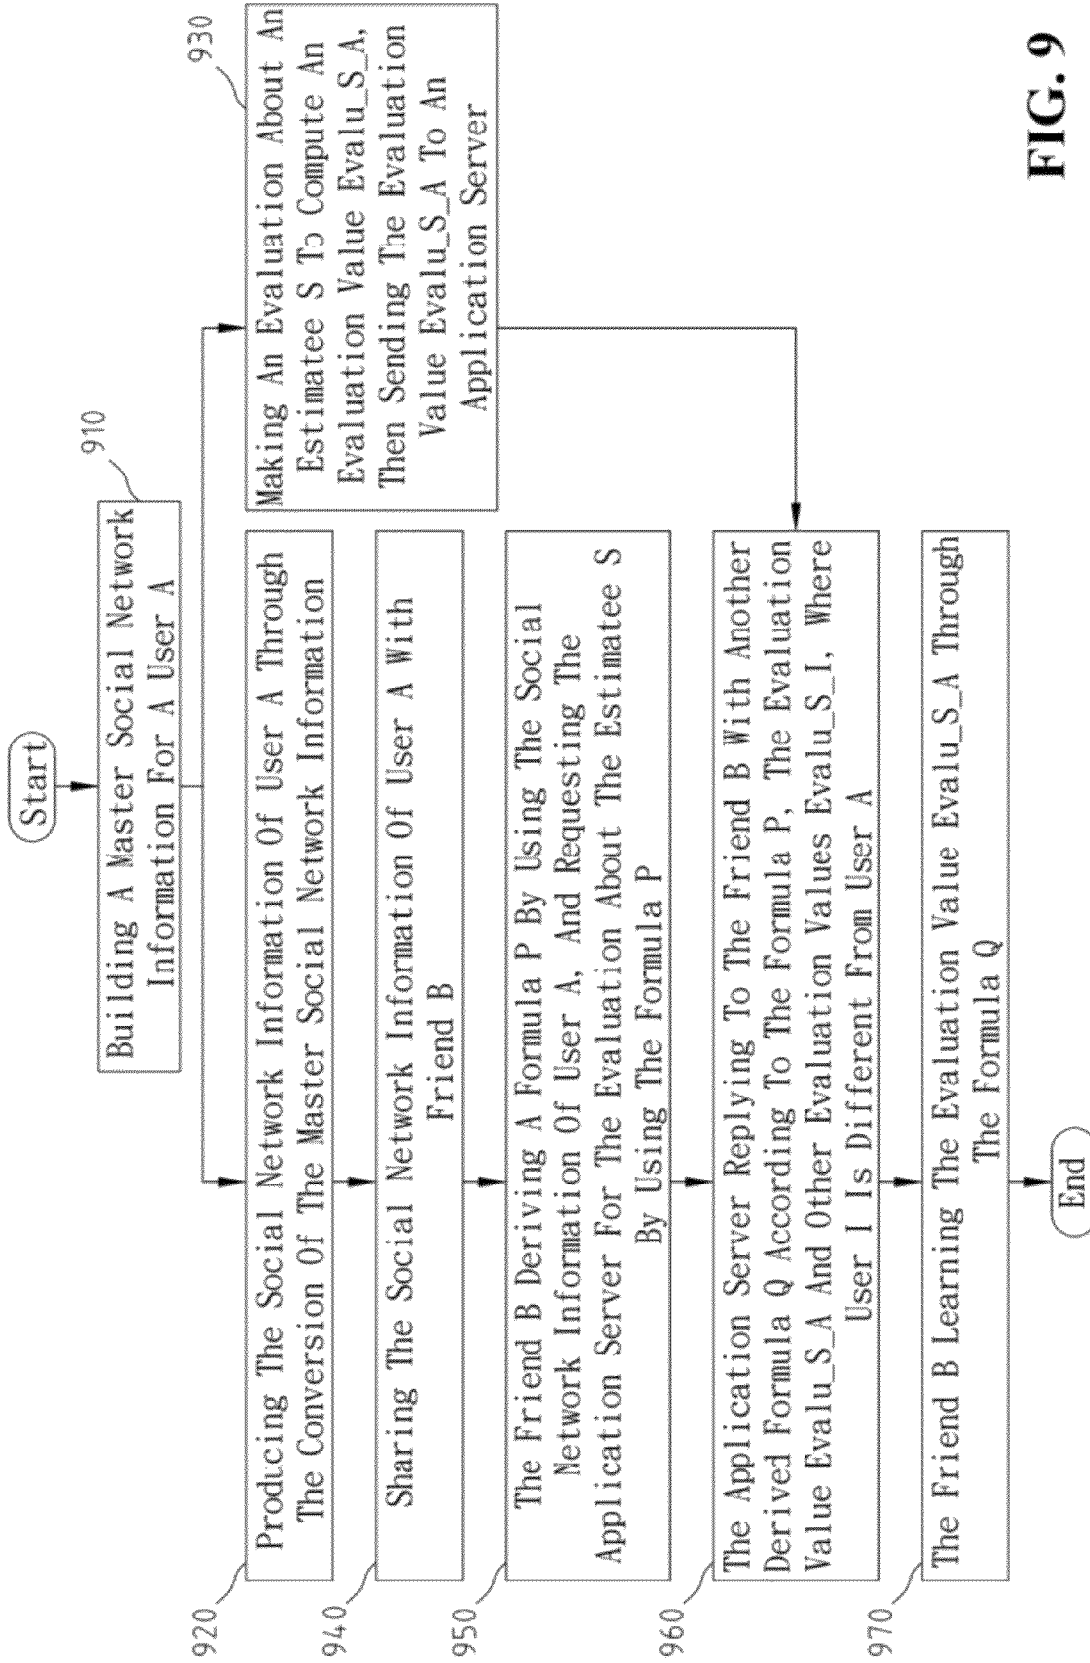 Start
910
Building A Master Social Network
Information For A User A
920
Producing The Social Network Information Of User A Through
The Conversion Of The Master Social Network Information
930
Making An Evaluation About An
Estimatee S To Compute An
Evaluation Value Evalu_S_A,
Then Sending The Evaluation
Value Evalu_S_A To An
Application Server
940
Sharing The Social Network Information Of User A With
Friend B
950
The Friend B Deriving A Formula P By Using The Social
Network Information Of User A, And Requesting The
Application Server For The Evaluation About The Estimatee S
By Using The Formula P
960
The Application Server Replying To The Friend B With Another
Derived Formula Q According To The Formula P, The Evaluation
Value Evalu_S_A And Other Evaluation Values Evalu_S_I, Where
User I Is Different From User A
970
The Friend B Learning The Evaluation Value Evalu_S_A Through
The Formula Q
End
FIG. 9